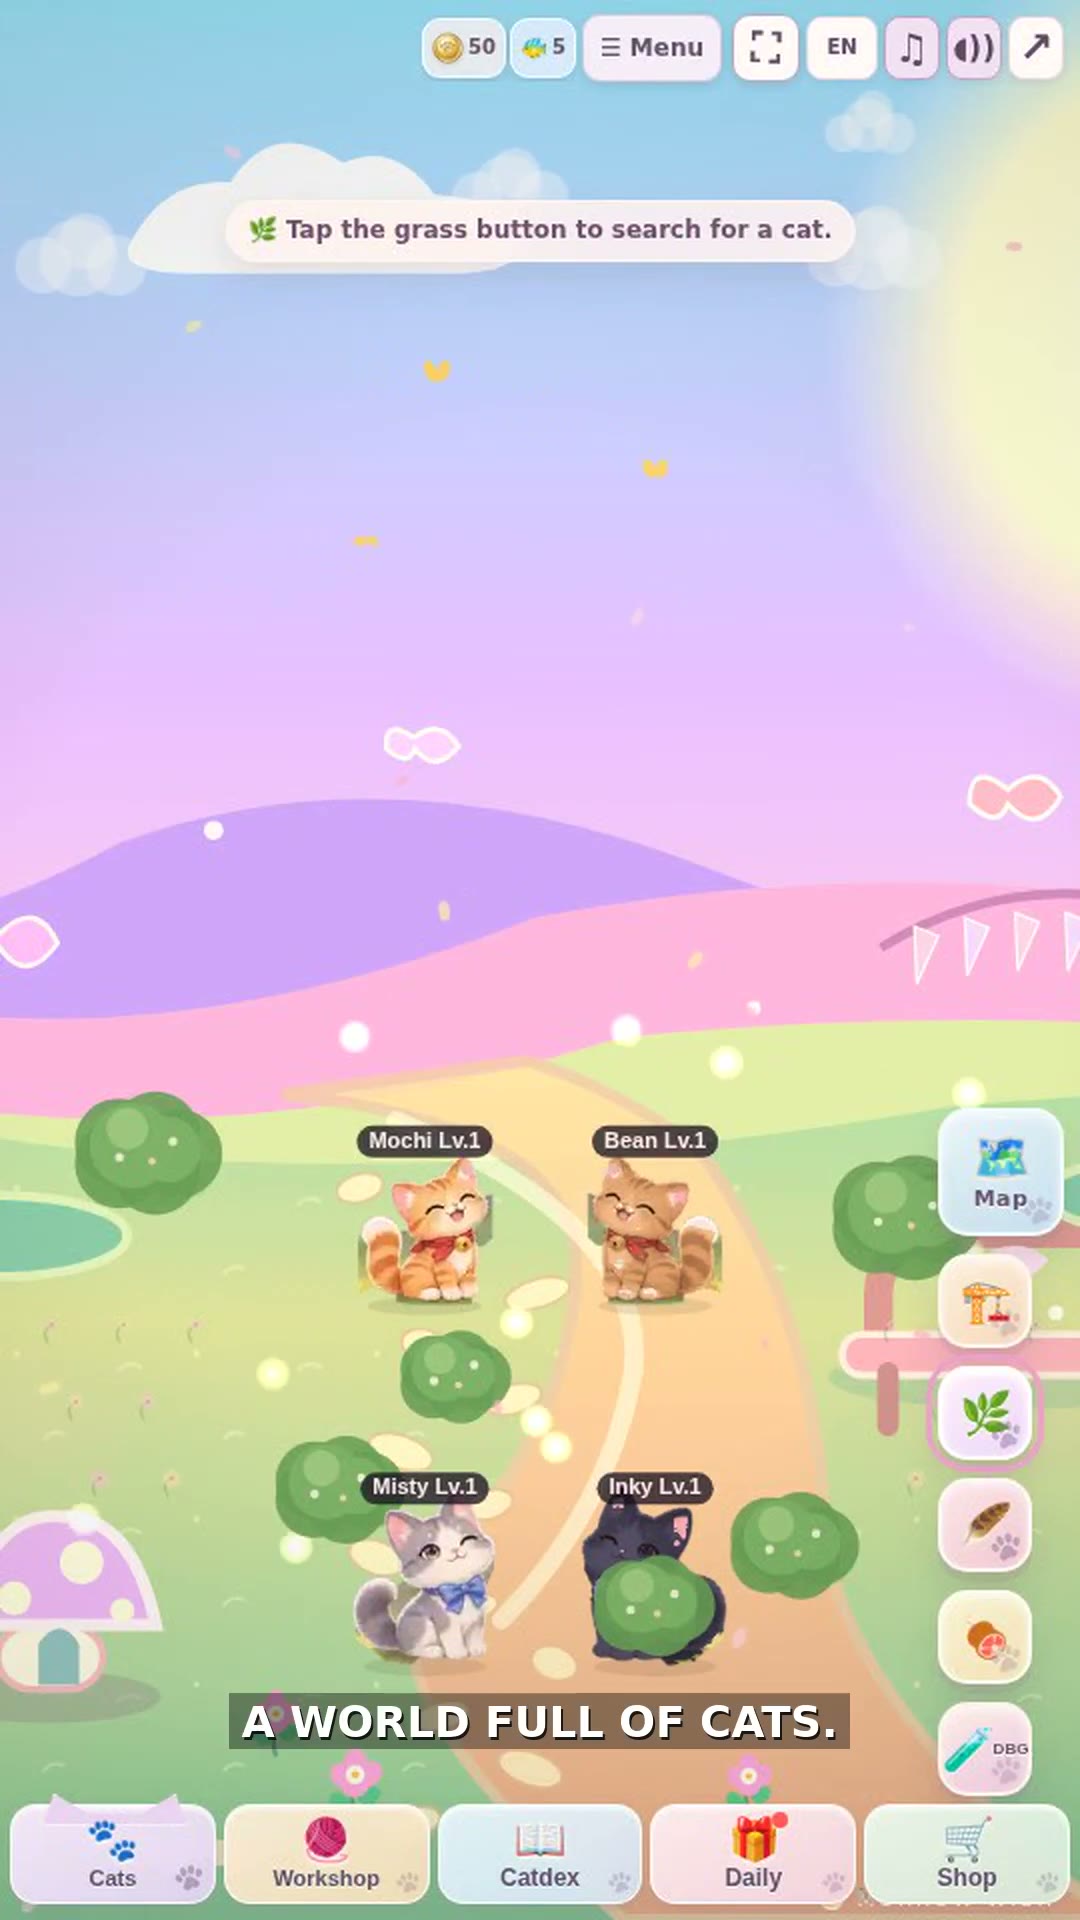 50
5
☰ Menu
EN
Tap the grass button to search for a cat.
Mochi Lv.1
Bean Lv.1
Map
Misty Lv.1
Inky Lv.1
A WORLD FULL OF CATS.
DBG
Cats
Workshop
Catdex
Daily
Shop